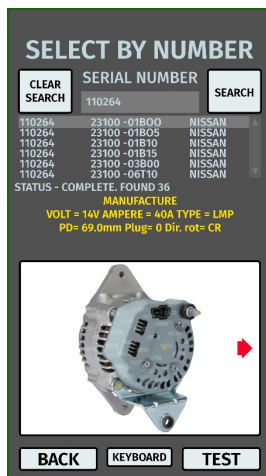 SELECT BY NUMBER
CLEAR SEARCH
SERIAL NUMBER
110264
SEARCH
110264 23100 -01BOO NISSAN
110264 23100 -01BO5 NISSAN
110264 23100 -01B10 NISSAN
110264 23100 -01B15 NISSAN
110264 23100 -03B00 NISSAN
110264 23100 -06T10 NISSAN
STATUS - COMPLETE. FOUND 36
MANUFACTURE
VOLT = 14V AMPERE = 40A TYPE = LMP
PD= 69.0mm Plug= 0 Dir. rot= CR
BACK
KEYBOARD
TEST